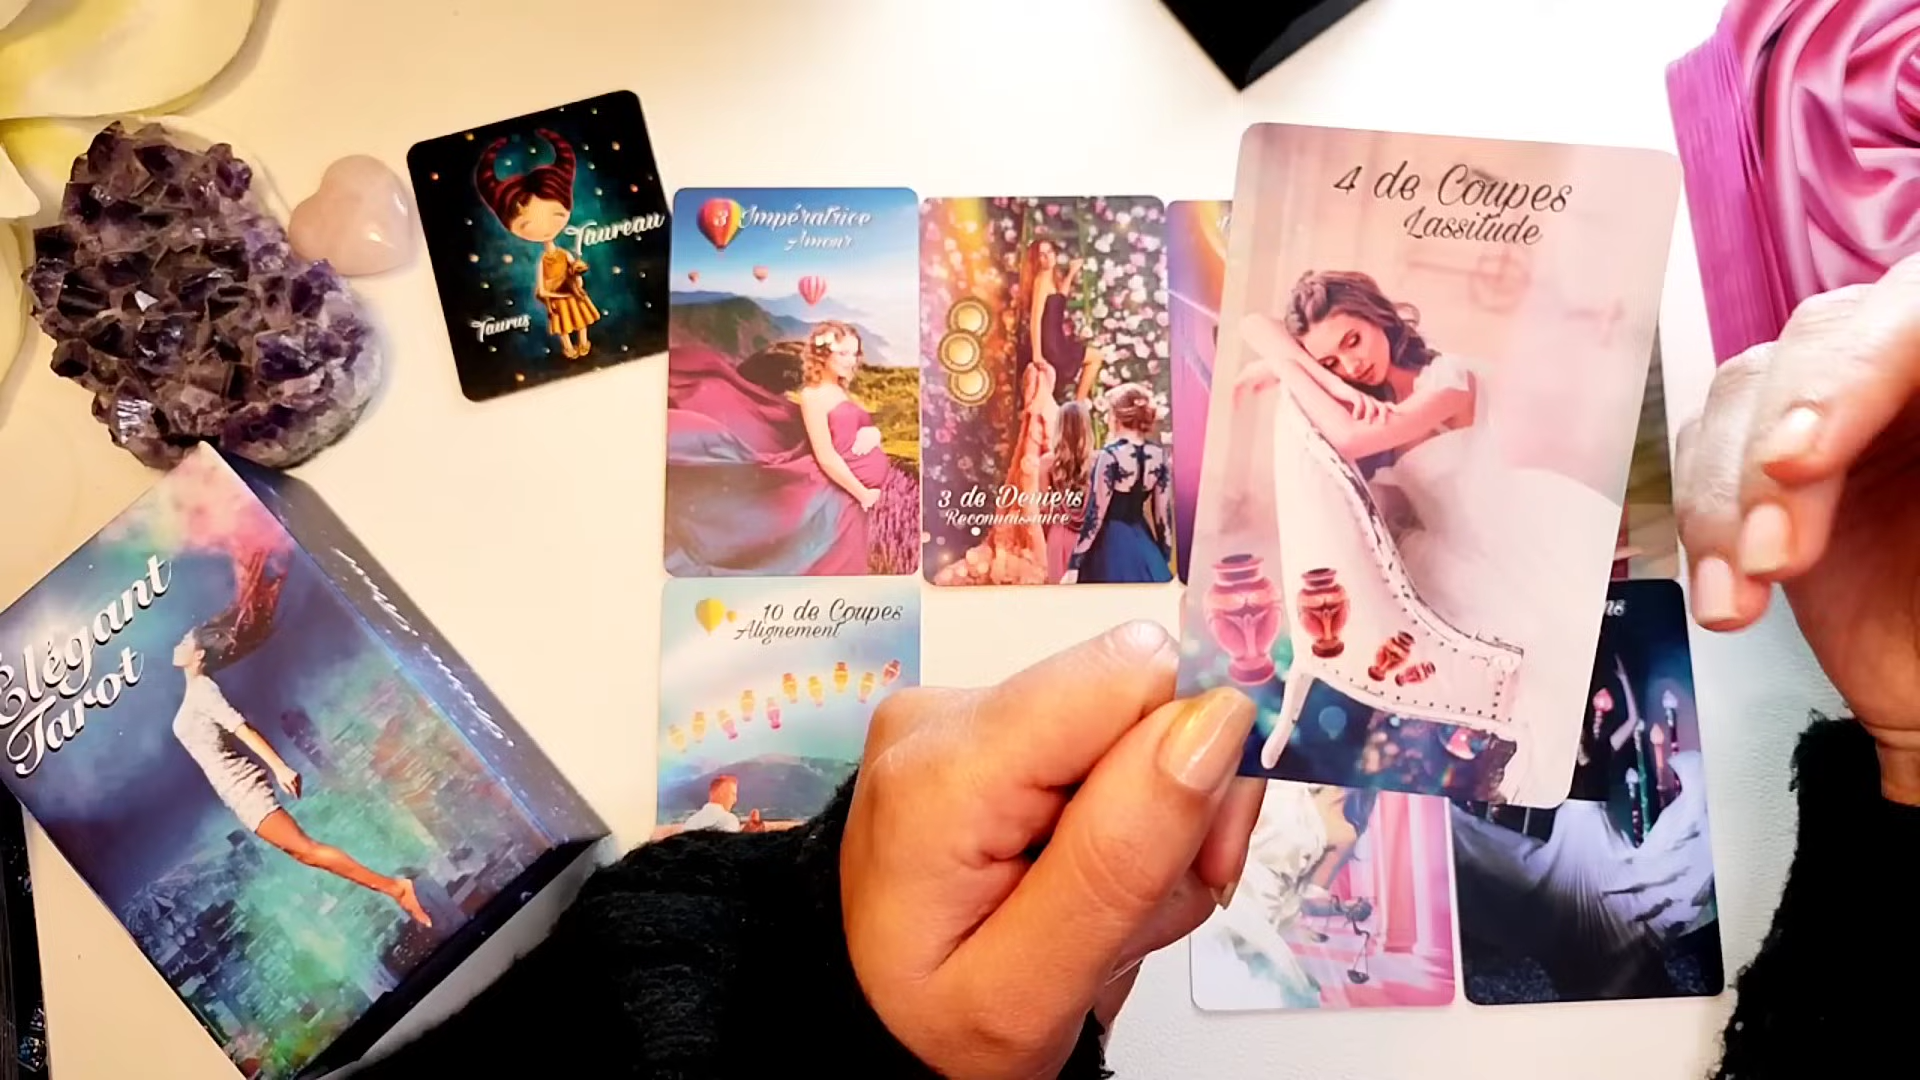 Taureau
Taurus
3 Impératrice
Amour
3 de Deniers
Reconnaissance
4 de Coupes
Lassitude
10 de Coupes
Alignement
Élégant
Tarot